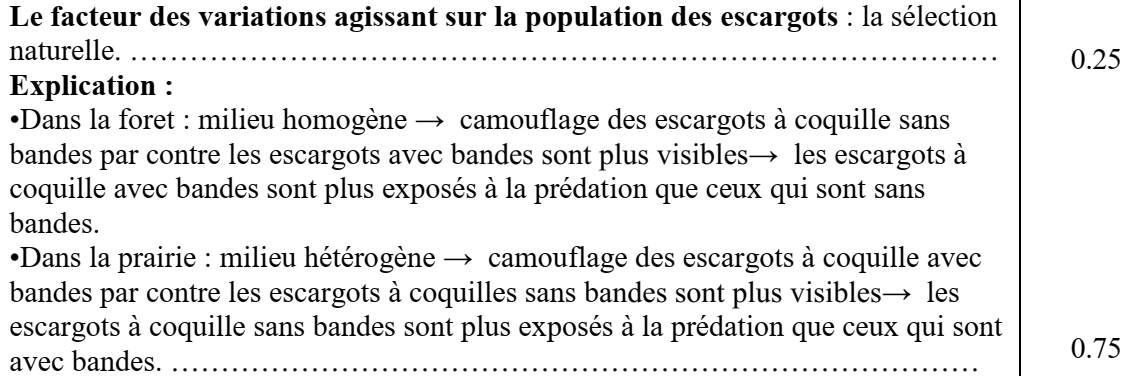 Le facteur des variations agissant sur la population des escargots : la sélection
naturelle. …………………………………………………………………………………… 0.25
Explication :
•Dans la foret : milieu homogène → camouflage des escargots à coquille sans
bandes par contre les escargots avec bandes sont plus visibles→ les escargots à
coquille avec bandes sont plus exposés à la prédation que ceux qui sont sans
bandes.
•Dans la prairie : milieu hétérogène → camouflage des escargots à coquille avec
bandes par contre les escargots à coquilles sans bandes sont plus visibles→ les
escargots à coquille sans bandes sont plus exposés à la prédation que ceux qui sont
avec bandes. ……………………………………………………………………………… 0.75